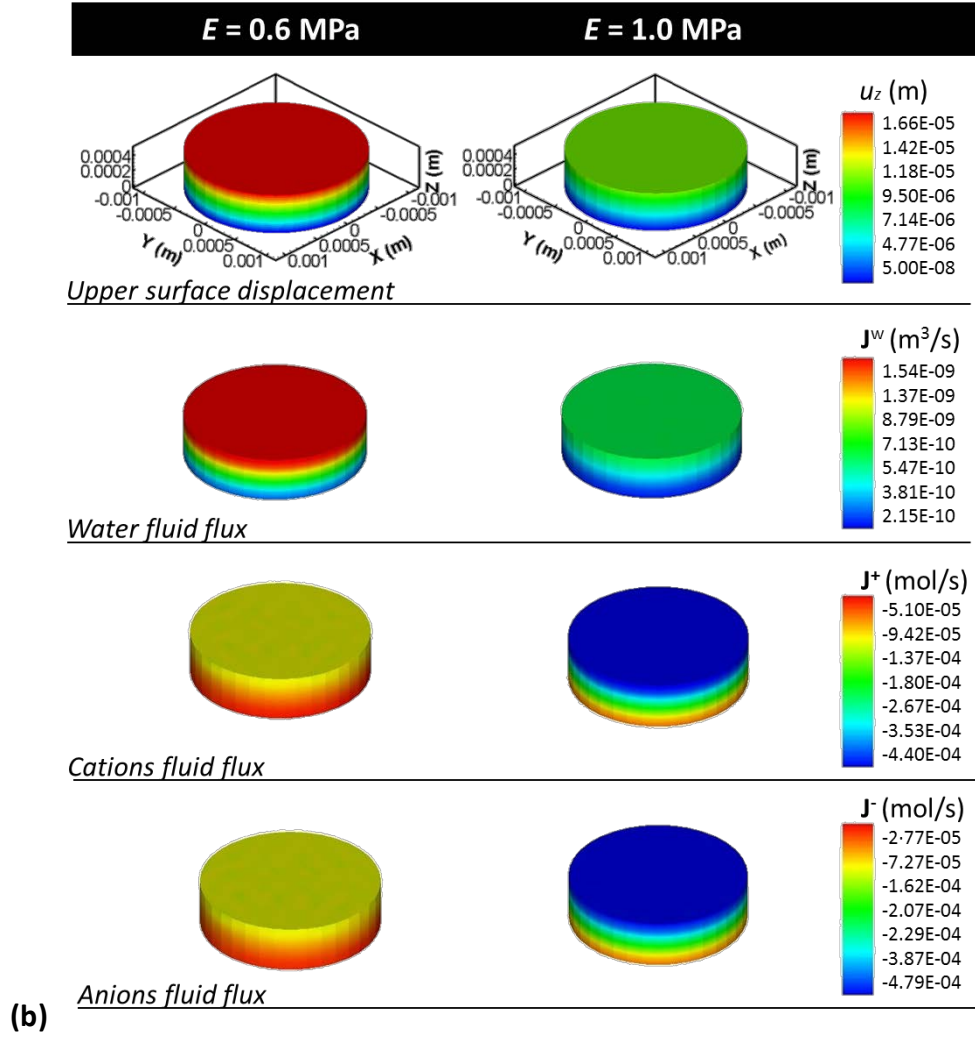 E = 0.6 MPa E = 1.0 MPa
u_z (m)
1.66E-05
1.42E-05
1.18E-05
9.50E-06
7.14E-06
4.77E-06
5.00E-08
0.0004
0.0002
0
-0.001
-0.0005
0
0.0005
0.001
Y (m)
0.001
0.0005
0
-0.0005
-0.001
X (m)
Z (m)
0.0004
0.0002
0
-0.001
-0.0005
0
0.0005
0.001
Y (m)
0.001
0.0005
0
-0.0005
-0.001
X (m)
Z (m)
Upper surface displacement
Jᵂ (m³/s)
1.54E-09
1.37E-09
8.79E-09
7.13E-10
5.47E-10
3.81E-10
2.15E-10
Water fluid flux
J⁺ (mol/s)
-5.10E-05
-9.42E-05
-1.37E-04
-1.80E-04
-2.67E-04
-3.53E-04
-4.40E-04
Cations fluid flux
J⁻ (mol/s)
-2·77E-05
-7.27E-05
-1.62E-04
-2.07E-04
-2.29E-04
-3.87E-04
-4.79E-04
Anions fluid flux
(b)